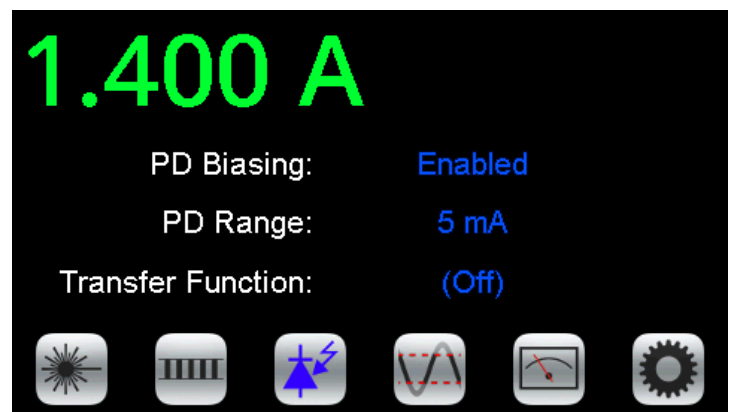 1.400 A
PD Biasing: Enabled
PD Range: 5 mA
Transfer Function: (Off)